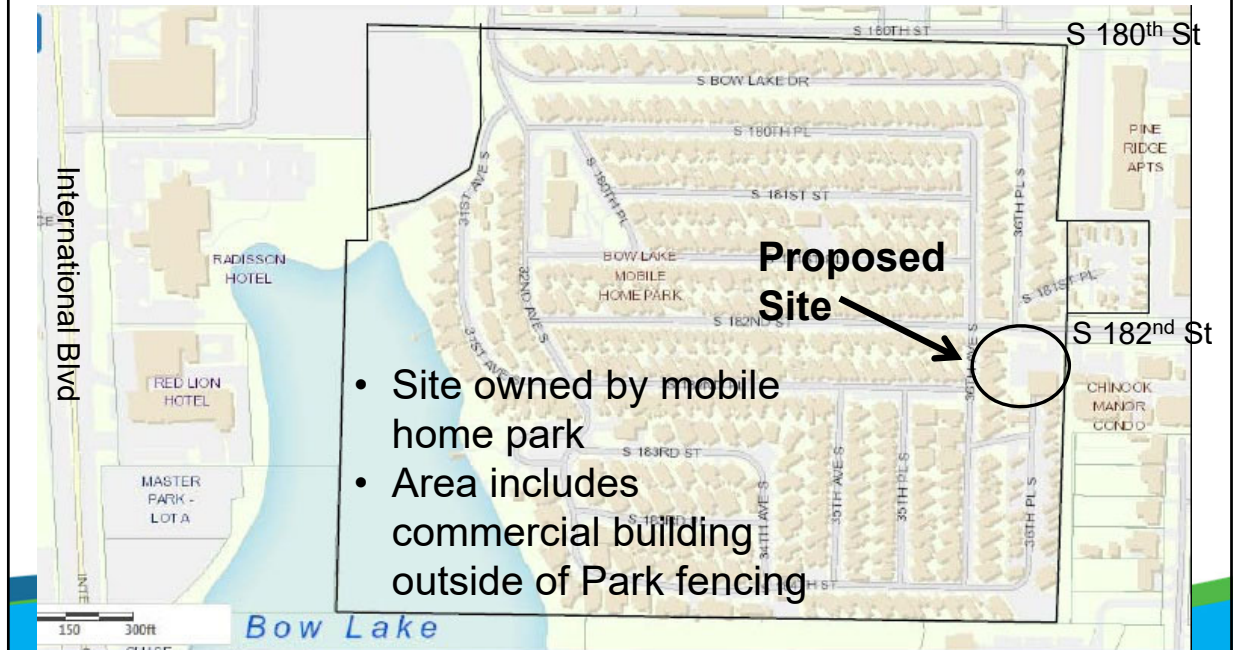 S 180TH ST
S 180th St
S BOW LAKE DR
S 180TH PL
PINE
RIDGE
APTS
31ST AVE S
S 180TH PL
S 181ST ST
36TH PL S
International Blvd
RADISSON
HOTEL
BOW LAKE
MOBILE
HOME PARK
Proposed
Site
S 181ST PL
32ND AVE S
S 182ND ST
36TH AVE S
S 182nd St
31ST AVE S
RED LION
HOTEL
• Site owned by mobile
home park
CHINOOK
MANOR
CONDO
S 183RD ST
• Area includes
commercial building
outside of Park fencing
MASTER
PARK -
LOT A
34TH AVE S
35TH AVE S
35TH PL S
36TH PL S
150
300ft
Bow Lake